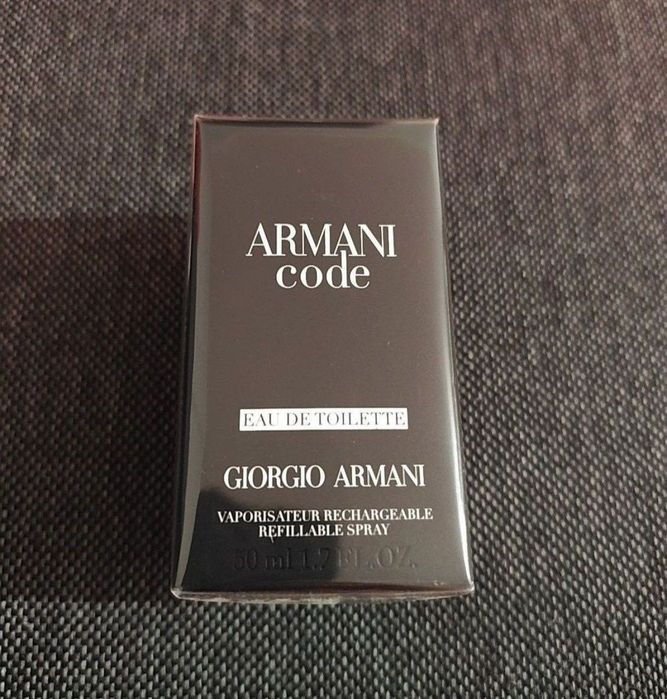 ARMANI
code
EAU DE TOILETTE
GIORGIO ARMANI
VAPORISATEUR RECHARGEABLE
REFILLABLE SPRAY
50 ml 1.7 FL.OZ.